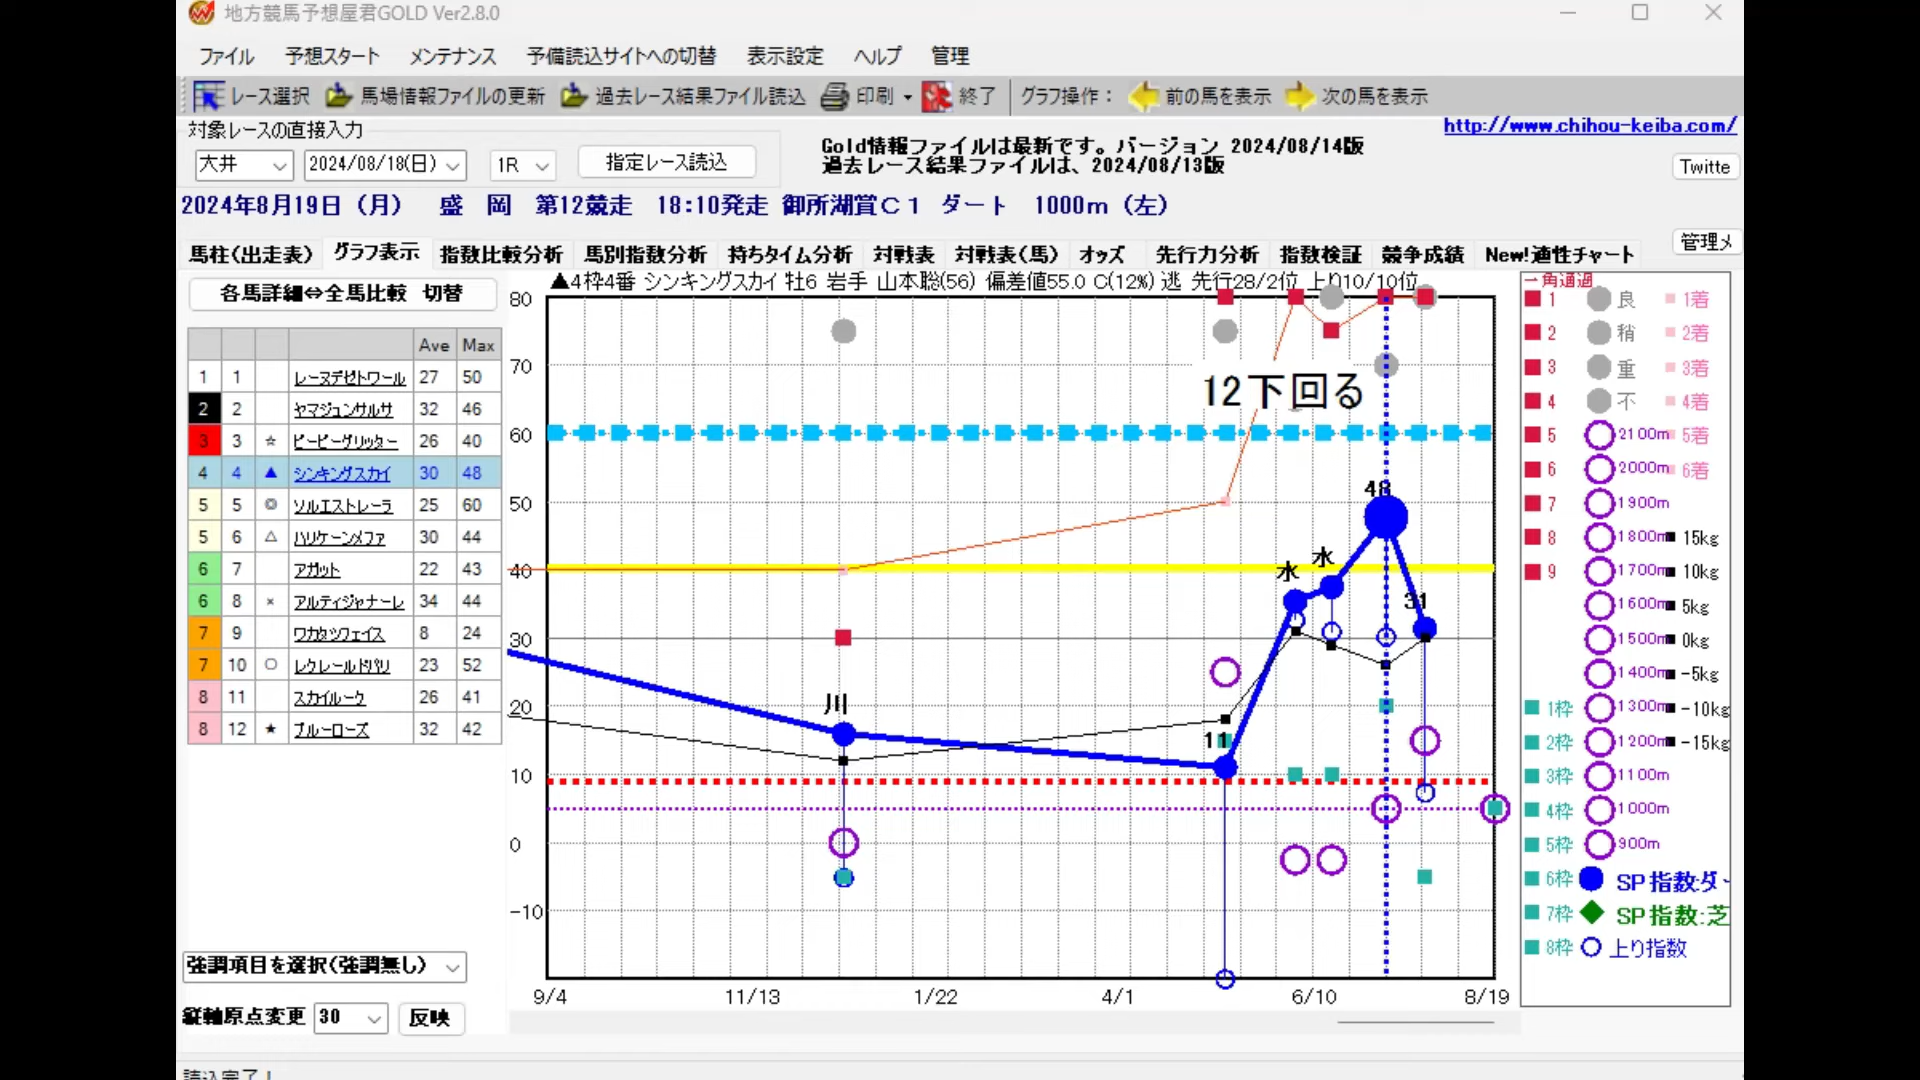 地方競馬予想屋君GOLD Ver2.8.0
ファイル 予想スタート メンテナンス 予備読込サイトへの切替 表示設定 ヘルプ 管理
レース選択 馬場情報ファイルの更新 過去レース結果ファイル読込 印刷 終了 グラフ操作： 前の馬を表示 次の馬を表示
対象レースの直接入力
http://www.chihou-keiba.com/
大井 2024/08/18(日) 1R 指定レース読込
Gold情報ファイルは最新です。バージョン 2024/08/14版
過去レース結果ファイルは、2024/08/13版
Twitte
2024年8月19日（月） 盛 岡 第12競走 18:10発走 御所湖賞Ｃ１ ダート 1000ｍ（左）
管理メ
馬柱(出走表) グラフ表示 指数比較分析 馬別指数分析 持ちタイム分析 対戦表 対戦表(馬) オッズ 先行力分析 指数検証 競争成績 New!適性チャート
各馬詳細⇔全馬比較 切替
▲4枠4番 シンキングスカイ 牡6 岩手 山本聡(56) 偏差値55.0 C(12%) 逃 先行28/2位 上り10/10位
Ave Max
1 1 レーヌデゼトワール 27 50
2 2 ヤマジュンサルサ 32 46
3 3 ☆ ビービーグリッター 26 40
4 4 ▲ シンキングスカイ 30 48
5 5 ◎ ソルエストレーラ 25 60
5 6 △ ハリケーンメファ 30 44
6 7 アガット 22 43
6 8 × アルティジャナーレ 34 44
7 9 ワカタツフェイス 8 24
7 10 ○ レクレールドパリ 23 52
8 11 スカイルーク 26 41
8 12 ★ ブルーローズ 32 42
80
70
60
50
40
30
20
10
0
-10
12下回る
48
水
水
31
川
11
9/4 11/13 1/22 4/1 6/10 8/19
一角通過
1 良 1着
2 稍 2着
3 重 3着
4 不 4着
5 2100m 5着
6 2000m 6着
7 1900m
8 1800m 15kg
9 1700m 10kg
1600m 5kg
1500m 0kg
1400m -5kg
1枠 1300m -10kg
2枠 1200m -15kg
3枠 1100m
4枠 1000m
5枠 900m
6枠 SP指数:ダ
7枠 SP指数:芝
8枠 上り指数
強調項目を選択(強調無し)
縦軸原点変更 30 反映
読込完了！